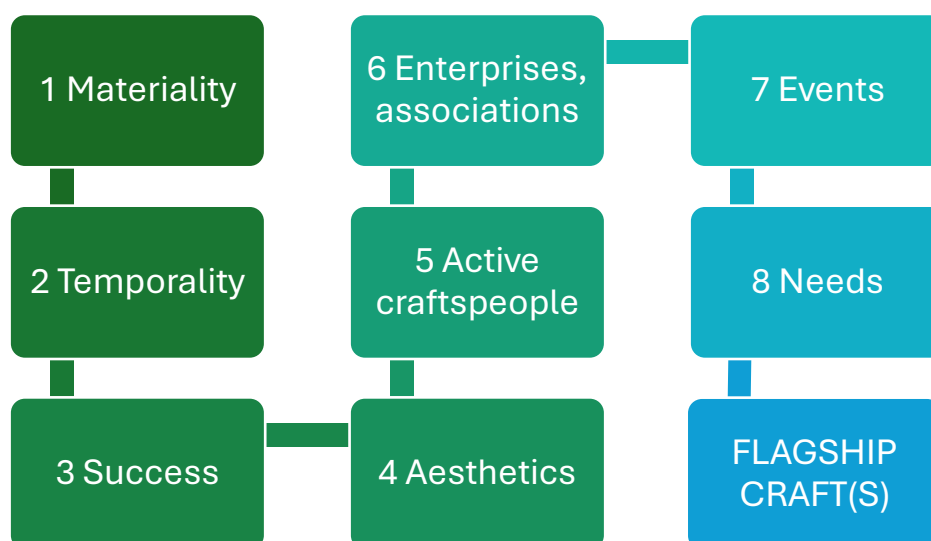 1 Materiality
2 Temporality
3 Success
4 Aesthetics
5 Active
craftspeople
6 Enterprises,
associations
7 Events
8 Needs
FLAGSHIP
CRAFT(S)